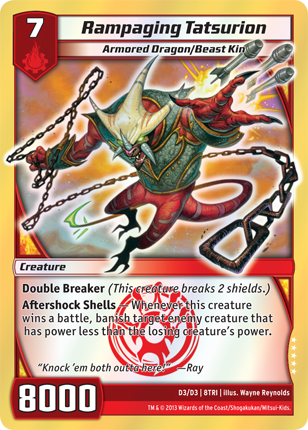 7
Rampaging Tatsurion
Armored Dragon/Beast Kin
Creature
Double Breaker (This creature breaks 2 shields.)
Aftershock Shells – Whenever this creature
wins a battle, banish target enemy creature that
has power less than the losing creature's power.
"Knock 'em both outta here!" —Ray
8000
D3/D3 | 8TRI | illus. Wayne Reynolds
TM & © 2013 Wizards of the Coast/Shogakukan/Mitsui-Kids.